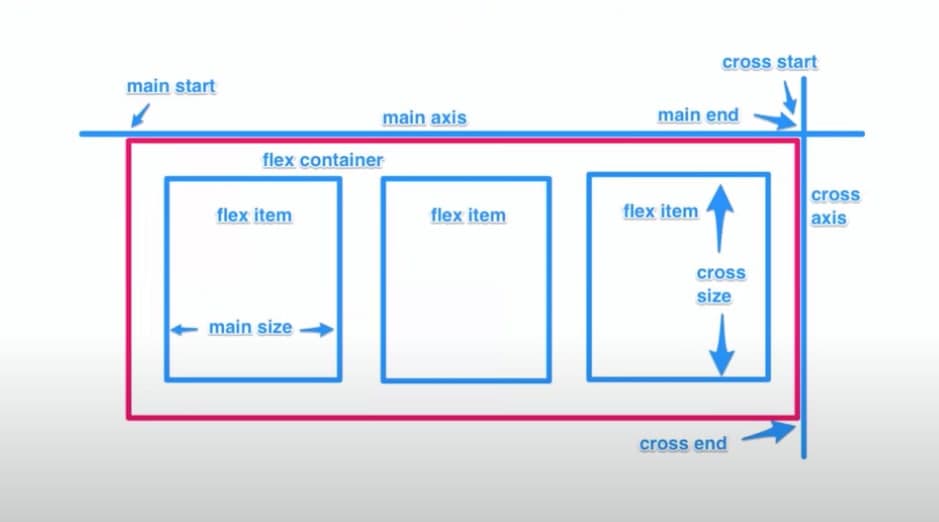 cross start
main start
main axis
main end
flex container
cross
axis
flex item
flex item
flex item
cross
size
main size
cross end